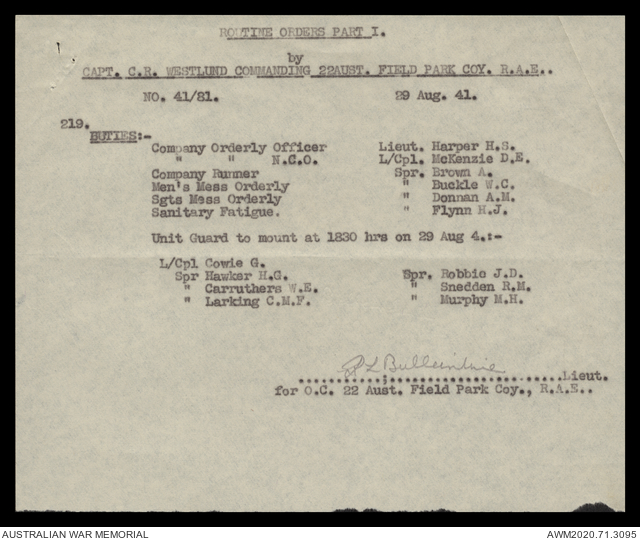 ROUTINE ORDERS PART I.
by
CAPT. C.R. WESTLUND COMMANDING 22AUST. FIELD PARK COY. R.A.E..
NO. 41/81. 29 Aug. 41.
219.
BUTIES:-
Company Orderly Officer Lieut. Harper H.S.
" " N.C.O. L/Cpl. McKenzie D.E.
Company Runner Spr. Brown A.
Men's Mess Orderly " Buckle W.C.
Sgts Mess Orderly " Donnan A.M.
Sanitary Fatigue. " Flynn H.J.
Unit Guard to mount at 1830 hrs on 29 Aug 4.:-
L/Cpl Cowie G.
Spr Hawker H.G. Spr. Robbie J.D.
" Carruthers W.E. " Snedden R.M.
" Larking C.M.F. " Murphy M.H.
Lieut.
for O.C. 22 Aust. Field Park Coy., R.A.E..
AUSTRALIAN WAR MEMORIAL AWM2020.71.3095